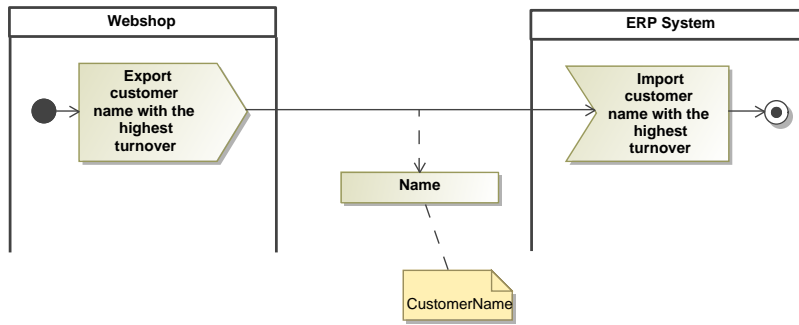 Webshop
ERP System
Export
customer
name with the
highest
turnover
Import
customer
name with the
highest
turnover
Name
CustomerName